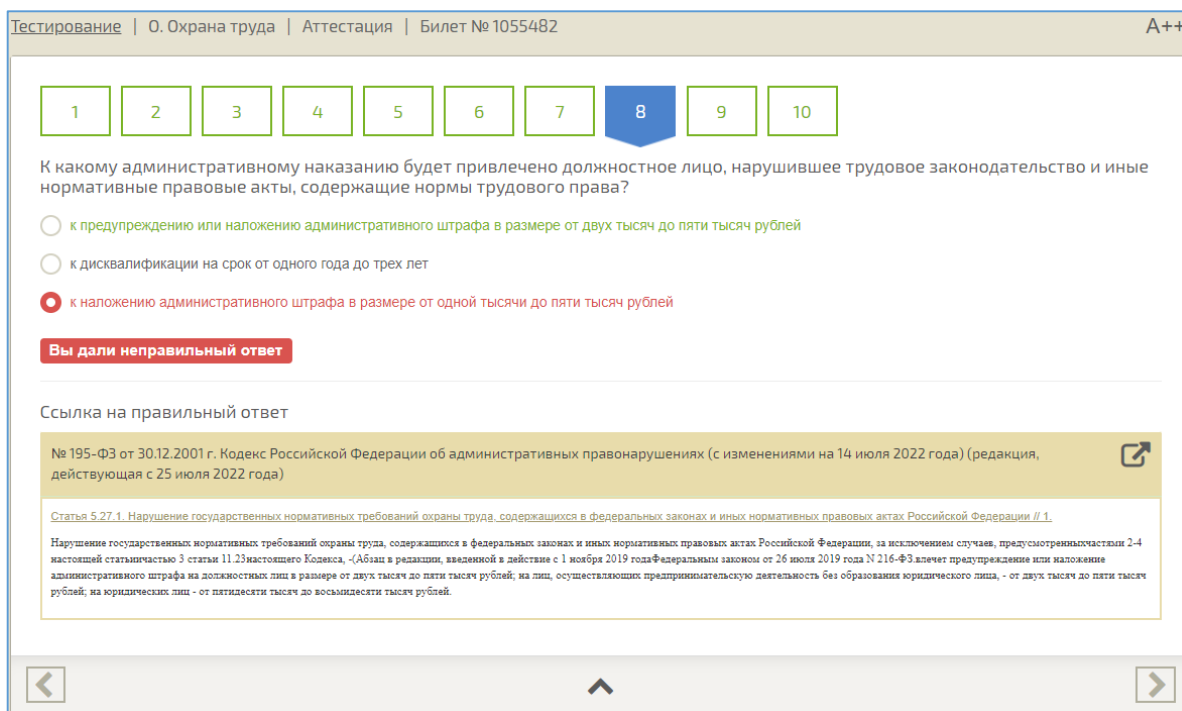 Тестирование | О. Охрана труда | Аттестация | Билет № 1055482 А++
1 2 3 4 5 6 7 8 9 10
К какому административному наказанию будет привлечено должностное лицо, нарушившее трудовое законодательство и иные
нормативные правовые акты, содержащие нормы трудового права?
к предупреждению или наложению административного штрафа в размере от двух тысяч до пяти тысяч рублей
к дисквалификации на срок от одного года до трех лет
к наложению административного штрафа в размере от одной тысячи до пяти тысяч рублей
Вы дали неправильный ответ
Ссылка на правильный ответ
№ 195-ФЗ от 30.12.2001 г. Кодекс Российской Федерации об административных правонарушениях (с изменениями на 14 июля 2022 года) (редакция,
действующая с 25 июля 2022 года)
Статья 5.27.1. Нарушение государственных нормативных требований охраны труда, содержащихся в федеральных законах и иных нормативных правовых актах Российской Федерации // 1.
Нарушение государственных нормативных требований охраны труда, содержащихся в федеральных законах и иных нормативных правовых актах Российской Федерации, за исключением случаев, предусмотренныхчастями 2-4
настоящей статьиичастью 3 статьи 11.23настоящего Кодекса, -(Абзац в редакции, введенной в действие с 1 ноября 2019 годаФедеральным законом от 26 июля 2019 года N 216-ФЗ.влечет предупреждение или наложение
административного штрафа на должностных лиц в размере от двух тысяч до пяти тысяч рублей; на лиц, осуществляющих предпринимательскую деятельность без образования юридического лица, - от двух тысяч до пяти тысяч
рублей; на юридических лиц - от пятидесяти тысяч до восьмидесяти тысяч рублей.